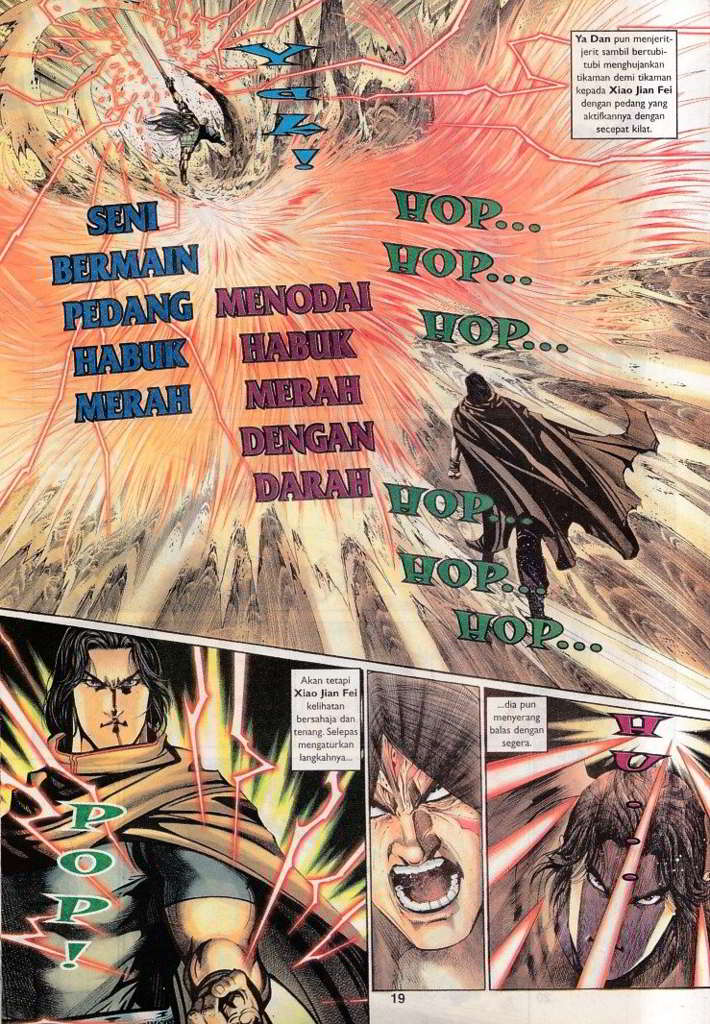 Ya Dan pun menjerit-
jerit sambil bertubi-
tubi menghujankan
tikaman demi tikaman
kepada Xiao Jian Fei
dengan pedang yang
aktifkannya dengan
secepat kilat.
Yak!
SENI
BERMAIN
PEDANG
HABUK
MERAH
MENODAI
HABUK
MERAH
DENGAN
DARAH
HOP...
HOP...
HOP...
HOP...
HOP...
HOP...
Akan tetapi
Xiao Jian Fei
kelihatan
bersahaja dan
tenang. Selepas
mengaturkan
langkahnya...
POP!
...dia pun
menyerang
balas dengan
segera.
HU...
19